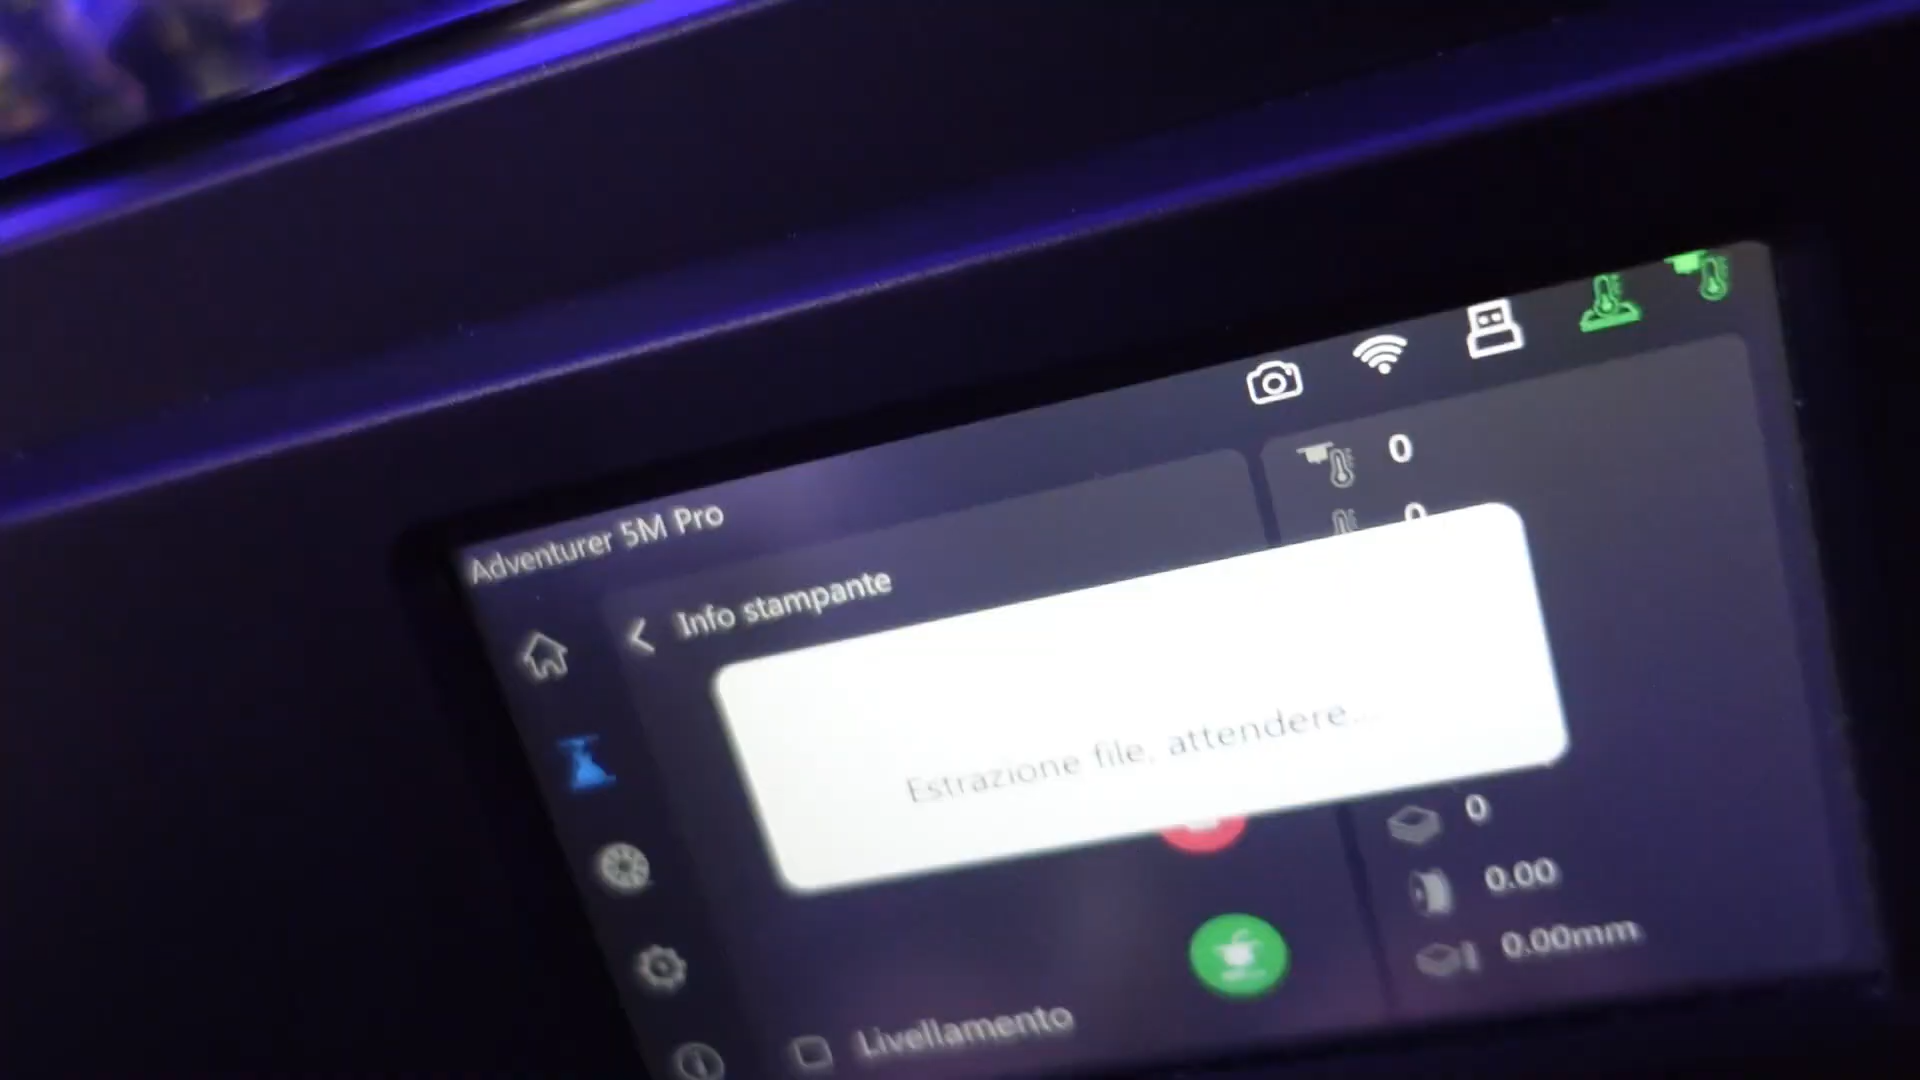 Adventurer 5M Pro
Info stampante
0
Estrazione file, attendere...
0
0.00
0.00mm
Livellamento